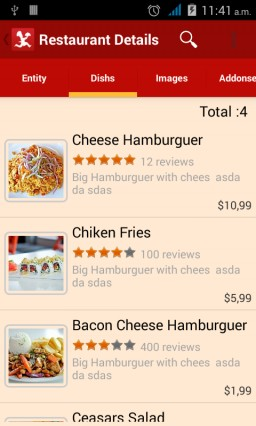 11:41 a.m.
Restaurant Details
Entity Dishs Images Addonse
Total :4
Cheese Hamburguer
12 reviews
Big Hamburguer with chees asda
da sdas
$10,99
Chiken Fries
100 reviews
Big Hamburguer with chees asda
da sdas
$5,99
Bacon Cheese Hamburguer
400 reviews
Big Hamburguer with chees asda
da sdas
$1,99
Ceasars Salad